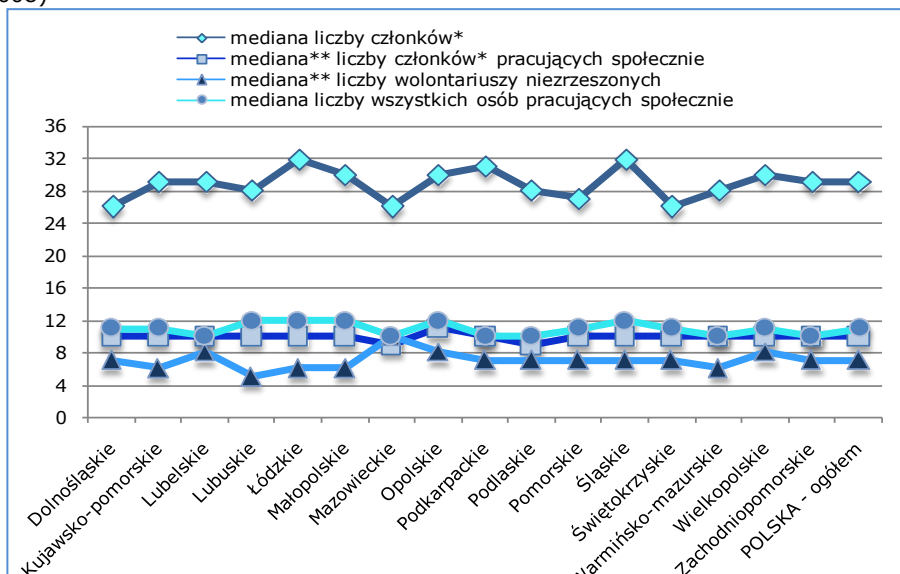 mediana liczby członków*
mediana** liczby członków* pracujących społecznie
mediana** liczby wolontariuszy niezrzeszonych
mediana liczby wszystkich osób pracujących społecznie
36
32
28
24
20
16
12
8
4
0
Dolnośląskie
Kujawsko-pomorskie
Lubelskie
Lubuskie
Łódzkie
Małopolskie
Mazowieckie
Opolskie
Podkarpackie
Podlaskie
Pomorskie
Śląskie
Świętokrzyskie
Warmińsko-mazurskie
Wielkopolskie
Zachodniopomorskie
POLSKA - ogółem